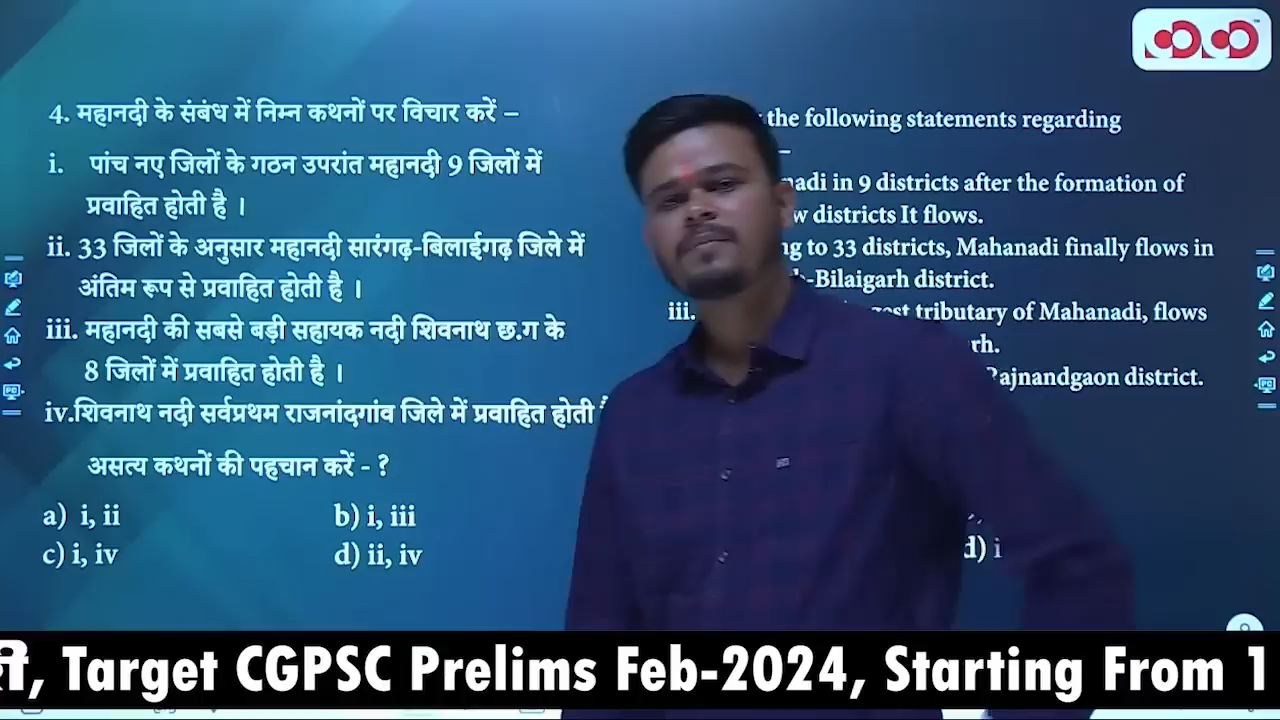 4. महानदी के संबंध में निम्न कथनों पर विचार करें –
i. पांच नए जिलों के गठन उपरांत महानदी 9 जिलों में
प्रवाहित होती है ।
ii. 33 जिलों के अनुसार महानदी सारंगढ़-बिलाईगढ़ जिले में
अंतिम रूप से प्रवाहित होती है ।
iii. महानदी की सबसे बड़ी सहायक नदी शिवनाथ छ.ग के
8 जिलों में प्रवाहित होती है ।
iv.शिवनाथ नदी सर्वप्रथम राजनांदगांव जिले में प्रवाहित होती
असत्य कथनों की पहचान करें - ?
a) i, ii
b) i, iii
c) i, iv
d) ii, iv
the following statements regarding
in 9 districts after the formation of
districts It flows.
to 33 districts, Mahanadi finally flows in
-Bilaigarh district.
iii. tributary of Mahanadi, flows
Rajnandgaon district.
d) i
, Target CGPSC Prelims Feb-2024, Starting From 1